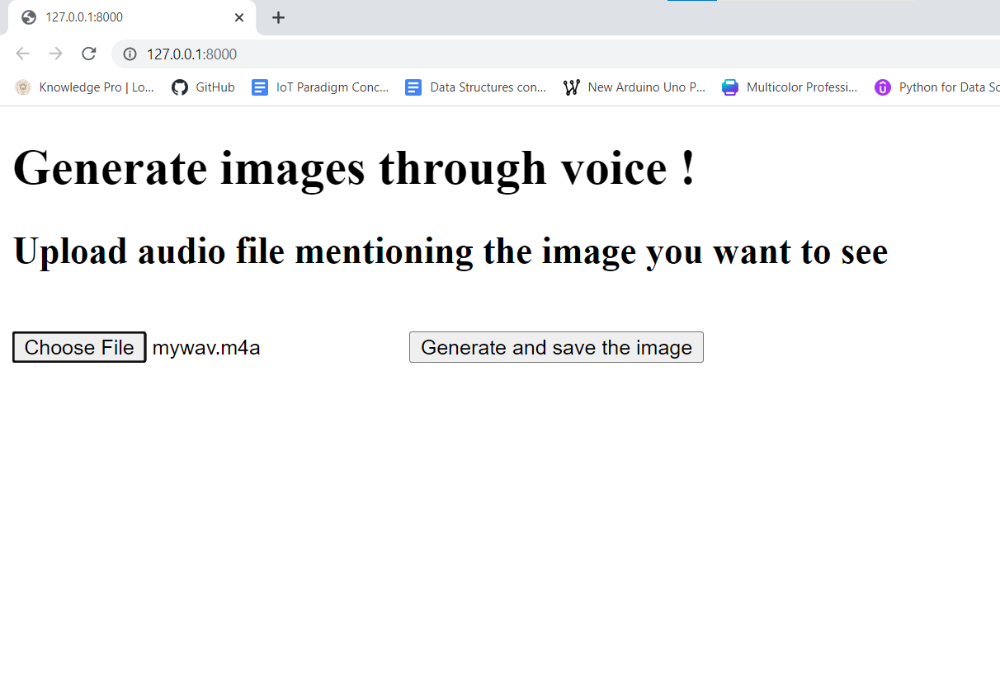 127.0.0.1:8000
127.0.0.1:8000
Knowledge Pro | Lo... GitHub IoT Paradigm Conc... Data Structures con... New Arduino Uno P... Multicolor Professi... Python for Data Sc
Generate images through voice !
Upload audio file mentioning the image you want to see
Choose File mywav.m4a Generate and save the image